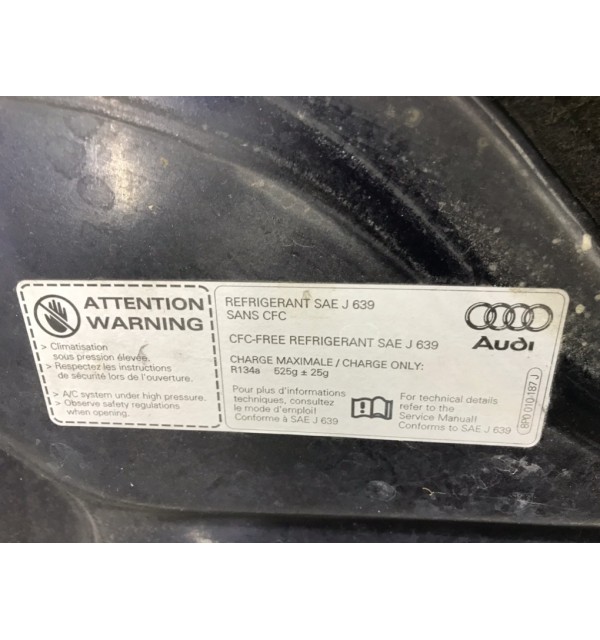 ATTENTION
WARNING
> Climatisation
sous pression élevée.
> Respectez les instructions
de sécurité lors de l'ouverture.
> A/C system under high pressure.
> Observe safety regulations
when opening.
REFRIGERANT SAE J 639
SANS CFC
CFC-FREE REFRIGERANT SAE J 639
CHARGE MAXIMALE / CHARGE ONLY:
R134a 525g ± 25g
Pour plus d'informations
techniques, consultez
le mode d'emploi!
Conforme à SAE J 639
For technical details
refer to the
Service Manual!
Conforms to SAE J 639
Audi
8P0 010 187 J